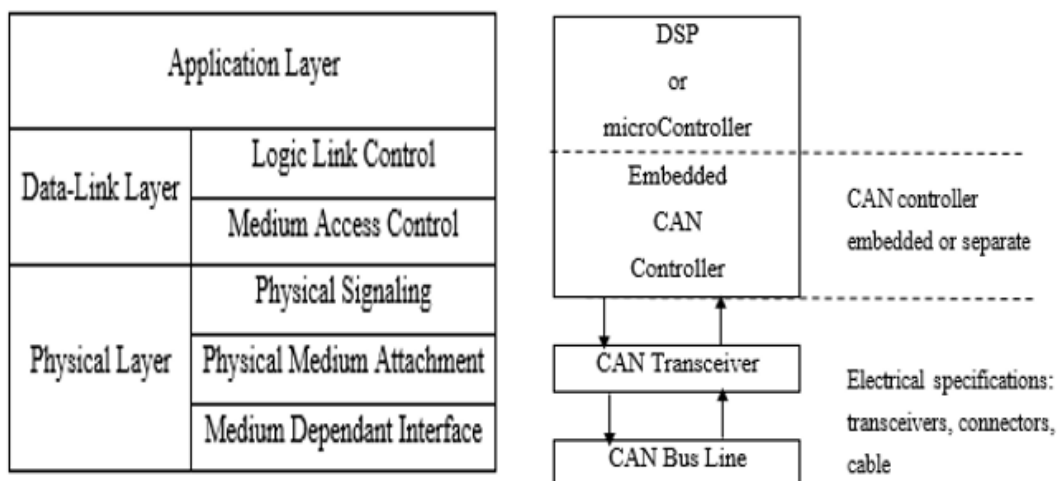 Application Layer
Data-Link Layer
Logic Link Control
Medium Access Control
Physical Layer
Physical Signaling
Physical Medium Attachment
Medium Dependant Interface
DSP
or
microController
Embedded
CAN
Controller
CAN Transceiver
CAN Bus Line
CAN controller
embedded or separate
Electrical specifications:
transceivers, connectors,
cable